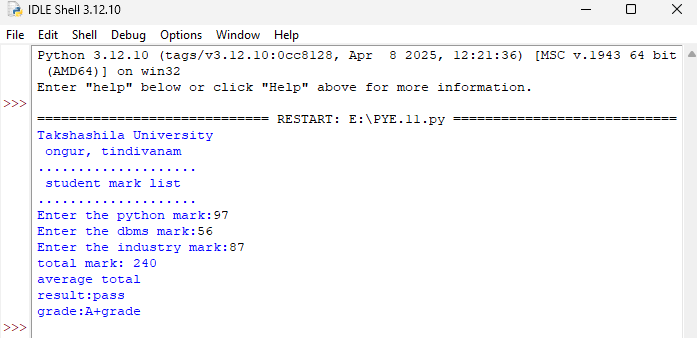 IDLE Shell 3.12.10
File Edit Shell Debug Options Window Help
Python 3.12.10 (tags/v3.12.10:0cc8128, Apr  8 2025, 12:21:36) [MSC v.1943 64 bit
 (AMD64)] on win32
Enter "help" below or click "Help" above for more information.
>>>
============================= RESTART: E:\PYE.11.py ============================
Takshashila University
 ongur, tindivanam
....................
 student mark list
....................
Enter the python mark:97
Enter the dbms mark:56
Enter the industry mark:87
total mark: 240
average total
result:pass
grade:A+grade
>>>